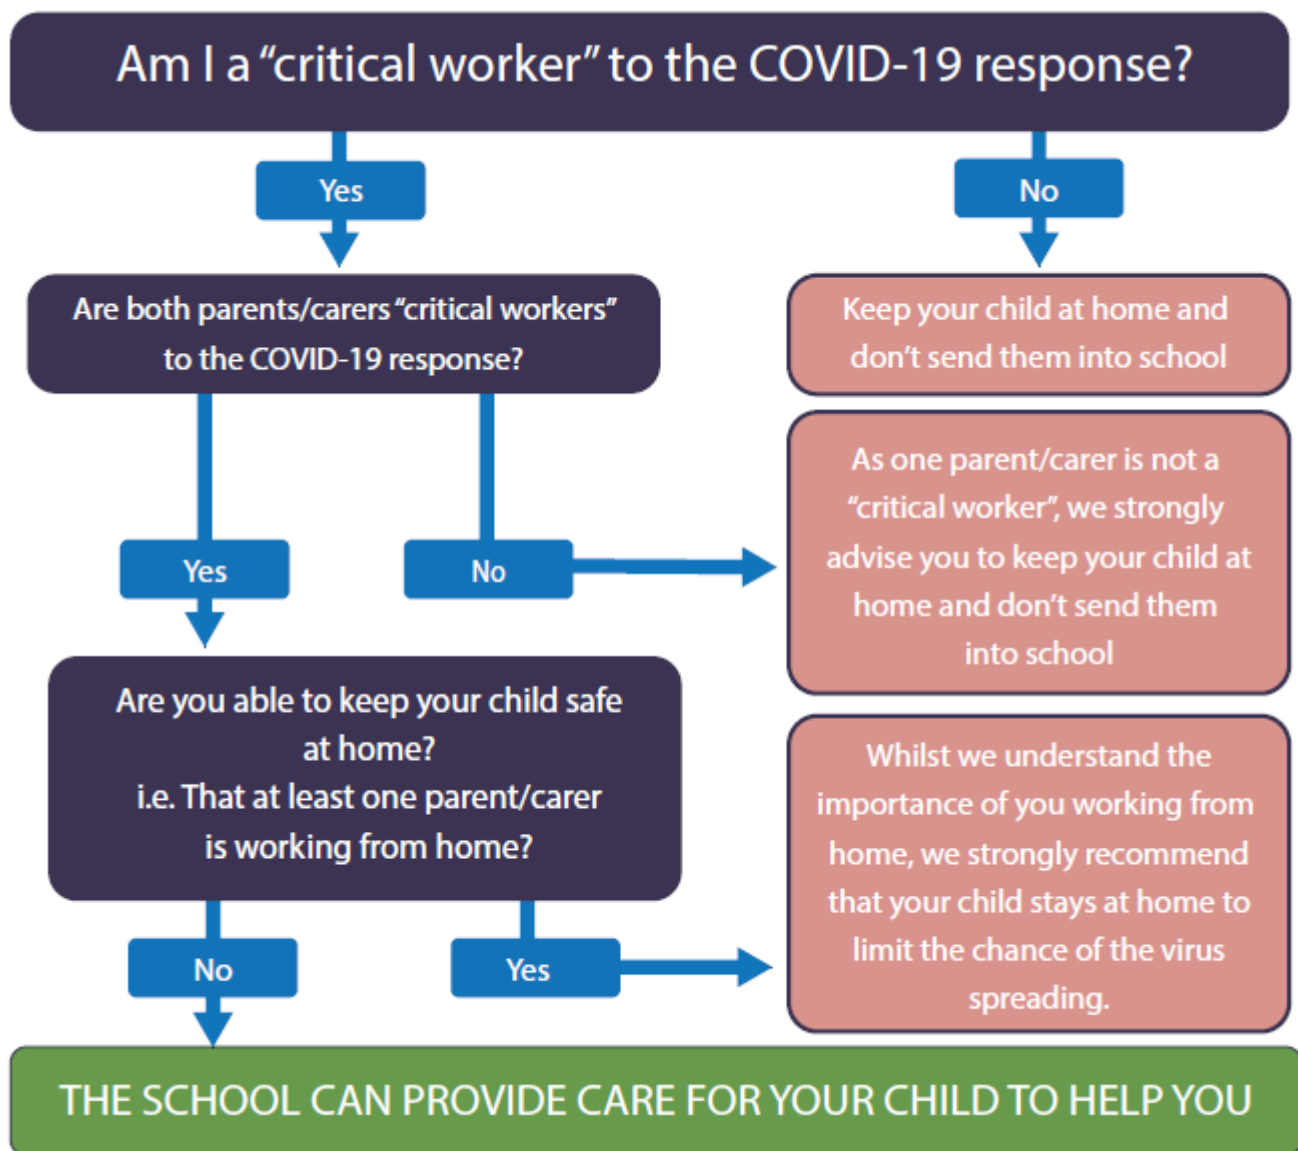 Am I a “critical worker” to the COVID-19 response?
Yes
No
Are both parents/carers “critical workers”
to the COVID-19 response?
Keep your child at home and
don’t send them into school
As one parent/carer is not a
“critical worker”, we strongly
advise you to keep your child at
home and don’t send them
into school
Yes
No
Are you able to keep your child safe
at home?
i.e. That at least one parent/carer
is working from home?
Whilst we understand the
importance of you working from
home, we strongly recommend
that your child stays at home to
limit the chance of the virus
spreading.
No
Yes
THE SCHOOL CAN PROVIDE CARE FOR YOUR CHILD TO HELP YOU